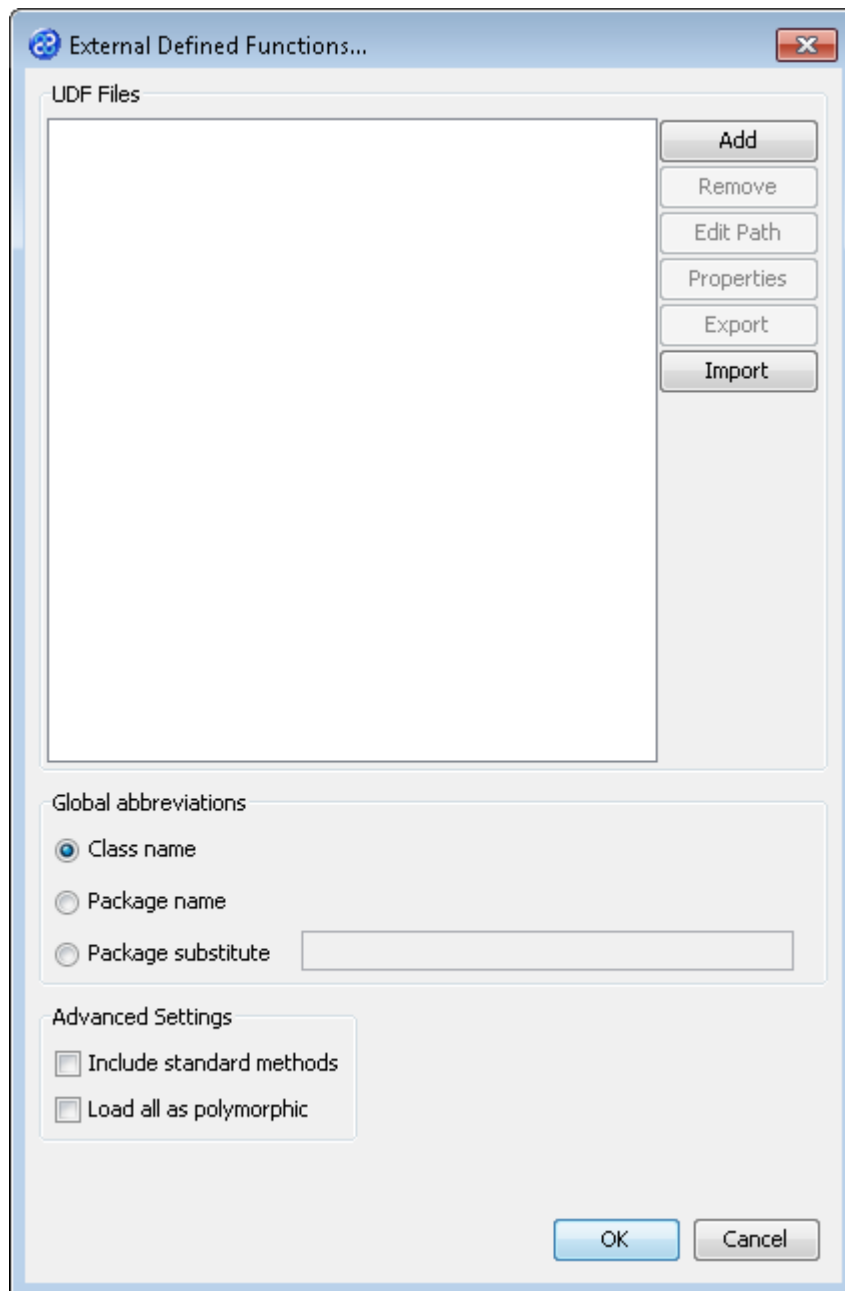 External Defined Functions...
UDF Files
Add
Remove
Edit Path
Properties
Export
Import
Global abbreviations
Class name
Package name
Package substitute
Advanced Settings
Include standard methods
Load all as polymorphic
OK
Cancel